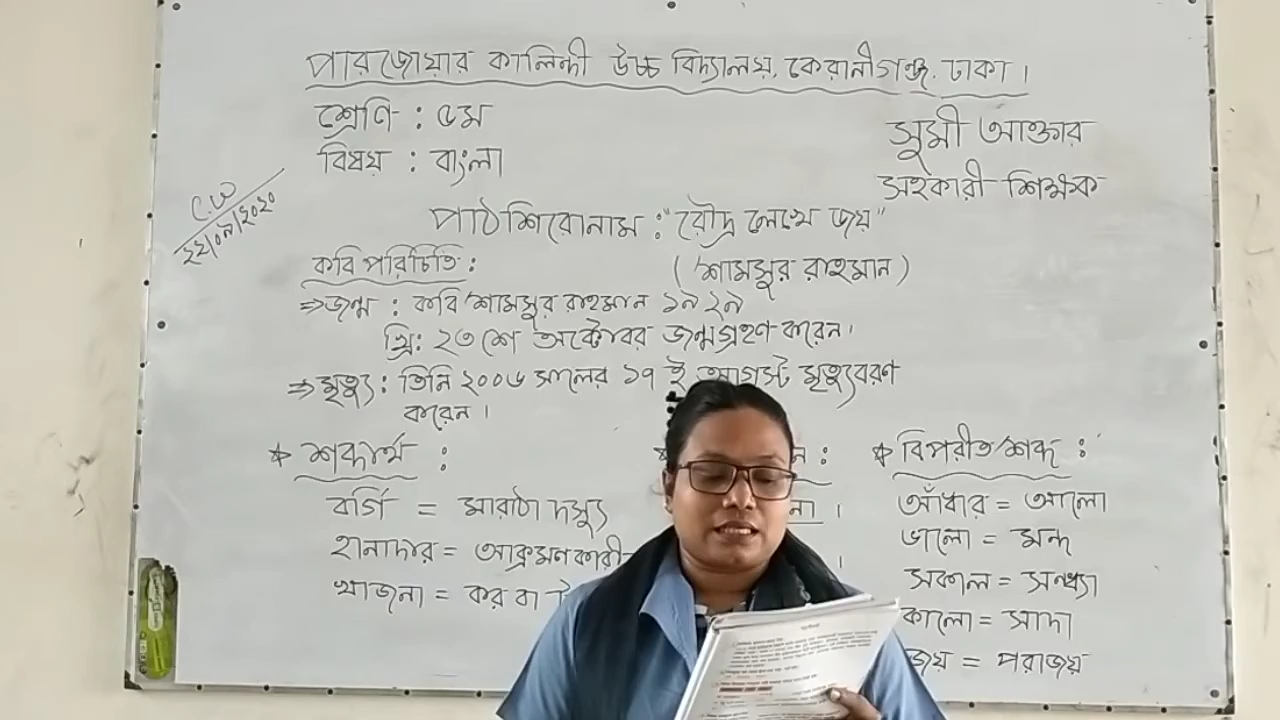 পারজোয়ার কালিন্দী উচ্চ বিদ্যালয়, কেরানীগঞ্জ, ঢাকা।
শ্রেণি : ৫ম
বিষয় : বাংলা
সুমী আক্তার
সহকারী শিক্ষক
C.W
২২/০৯/২০২০
পাঠশিরোনাম : "রৌদ্র লেখে জয়"
(শামসুর রাহমান)
কবি পরিচিতি :
⇒ জন্ম : কবি শামসুর রাহমান ১৯২৯
খ্রি: ২৩ শে অক্টোবর জন্মগ্রহণ করেন।
⇒ মৃত্যু : তিনি ২০০৬ সালের ১৭ ই আগস্ট মৃত্যুবরণ
করেন।
* শব্দার্থ :
বর্গি = মারাঠা দস্যু
হানাদার = আক্রমণকারী
খাজনা = কর বা
* বিপরীত শব্দ :
আঁধার = আলো
ভালো = মন্দ
সকাল = সন্ধ্যা
কালো = সাদা
জয় = পরাজয়